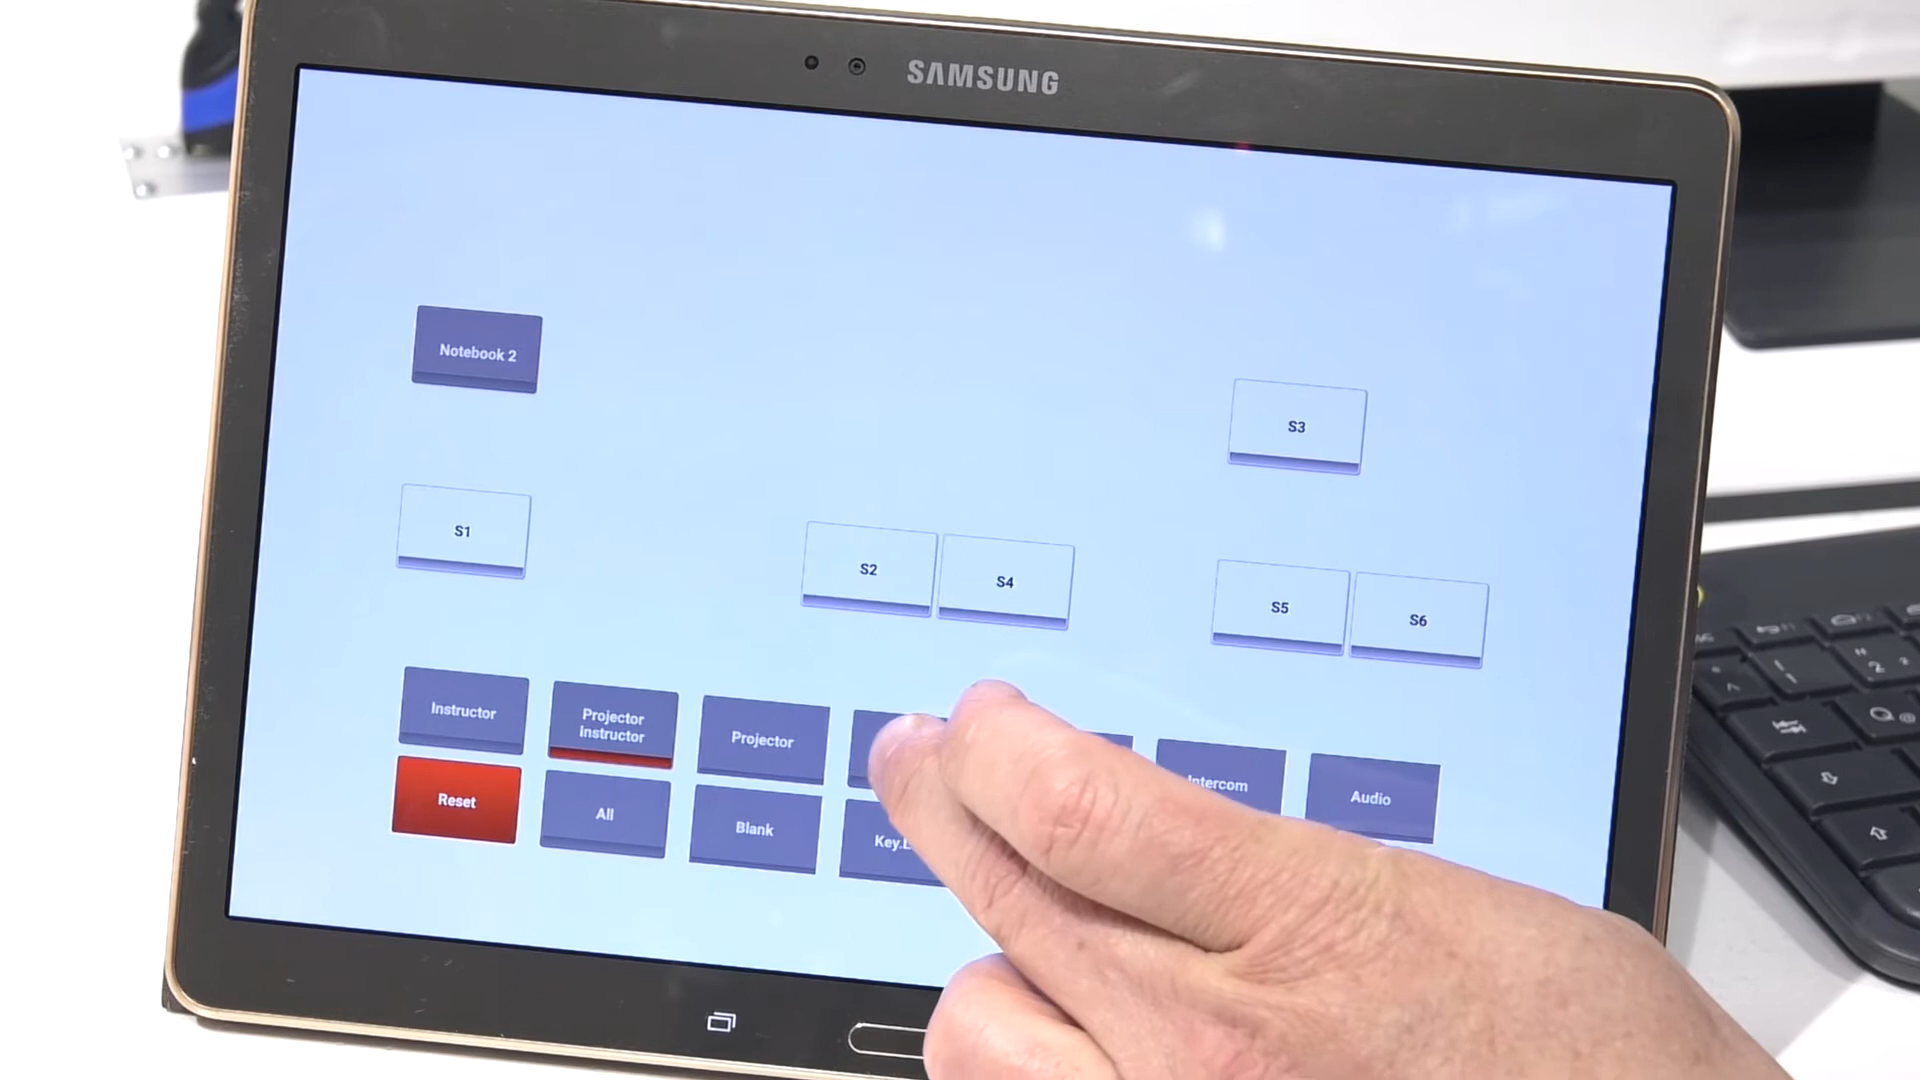 SAMSUNG
Notebook 2
S3
S1
S2
S4
S5
S6
Instructor
Projector
Instructor
Projector
Intercom
Audio
Reset
All
Blank